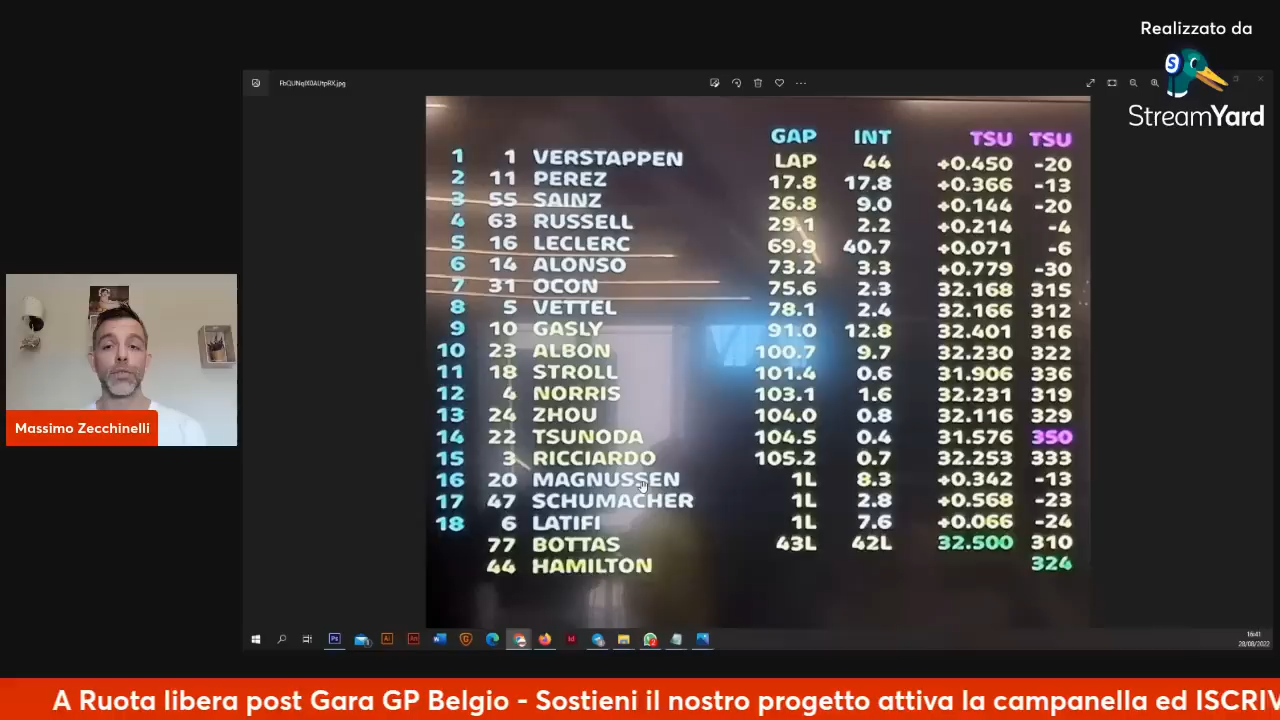 Realizzato da
StreamYard
FbQUNqJX0AUtpRX.jpg
GAP INT TSU TSU
1 1 VERSTAPPEN LAP 44 +0.450 -20
2 11 PEREZ 17.8 17.8 +0.366 -13
3 55 SAINZ 26.8 9.0 +0.144 -20
4 63 RUSSELL 29.1 2.2 +0.214 -4
5 16 LECLERC 69.9 40.7 +0.071 -6
6 14 ALONSO 73.2 3.3 +0.779 -30
7 31 OCON 75.6 2.3 32.168 315
8 5 VETTEL 78.1 2.4 32.166 312
9 10 GASLY 91.0 12.8 32.401 316
10 23 ALBON 100.7 9.7 32.230 322
11 18 STROLL 101.4 0.6 31.906 336
12 4 NORRIS 103.1 1.6 32.231 319
13 24 ZHOU 104.0 0.8 32.116 329
14 22 TSUNODA 104.5 0.4 31.576 350
15 3 RICCIARDO 105.2 0.7 32.253 333
16 20 MAGNUSSEN 1L 8.3 +0.342 -13
17 47 SCHUMACHER 1L 2.8 +0.568 -23
18 6 LATIFI 1L 7.6 +0.066 -24
77 BOTTAS 43L 42L 32.500 310
44 HAMILTON 324
Massimo Zecchinelli
16:41
28/08/2022
A Ruota libera post Gara GP Belgio - Sostieni il nostro progetto attiva la campanella ed ISCRIV